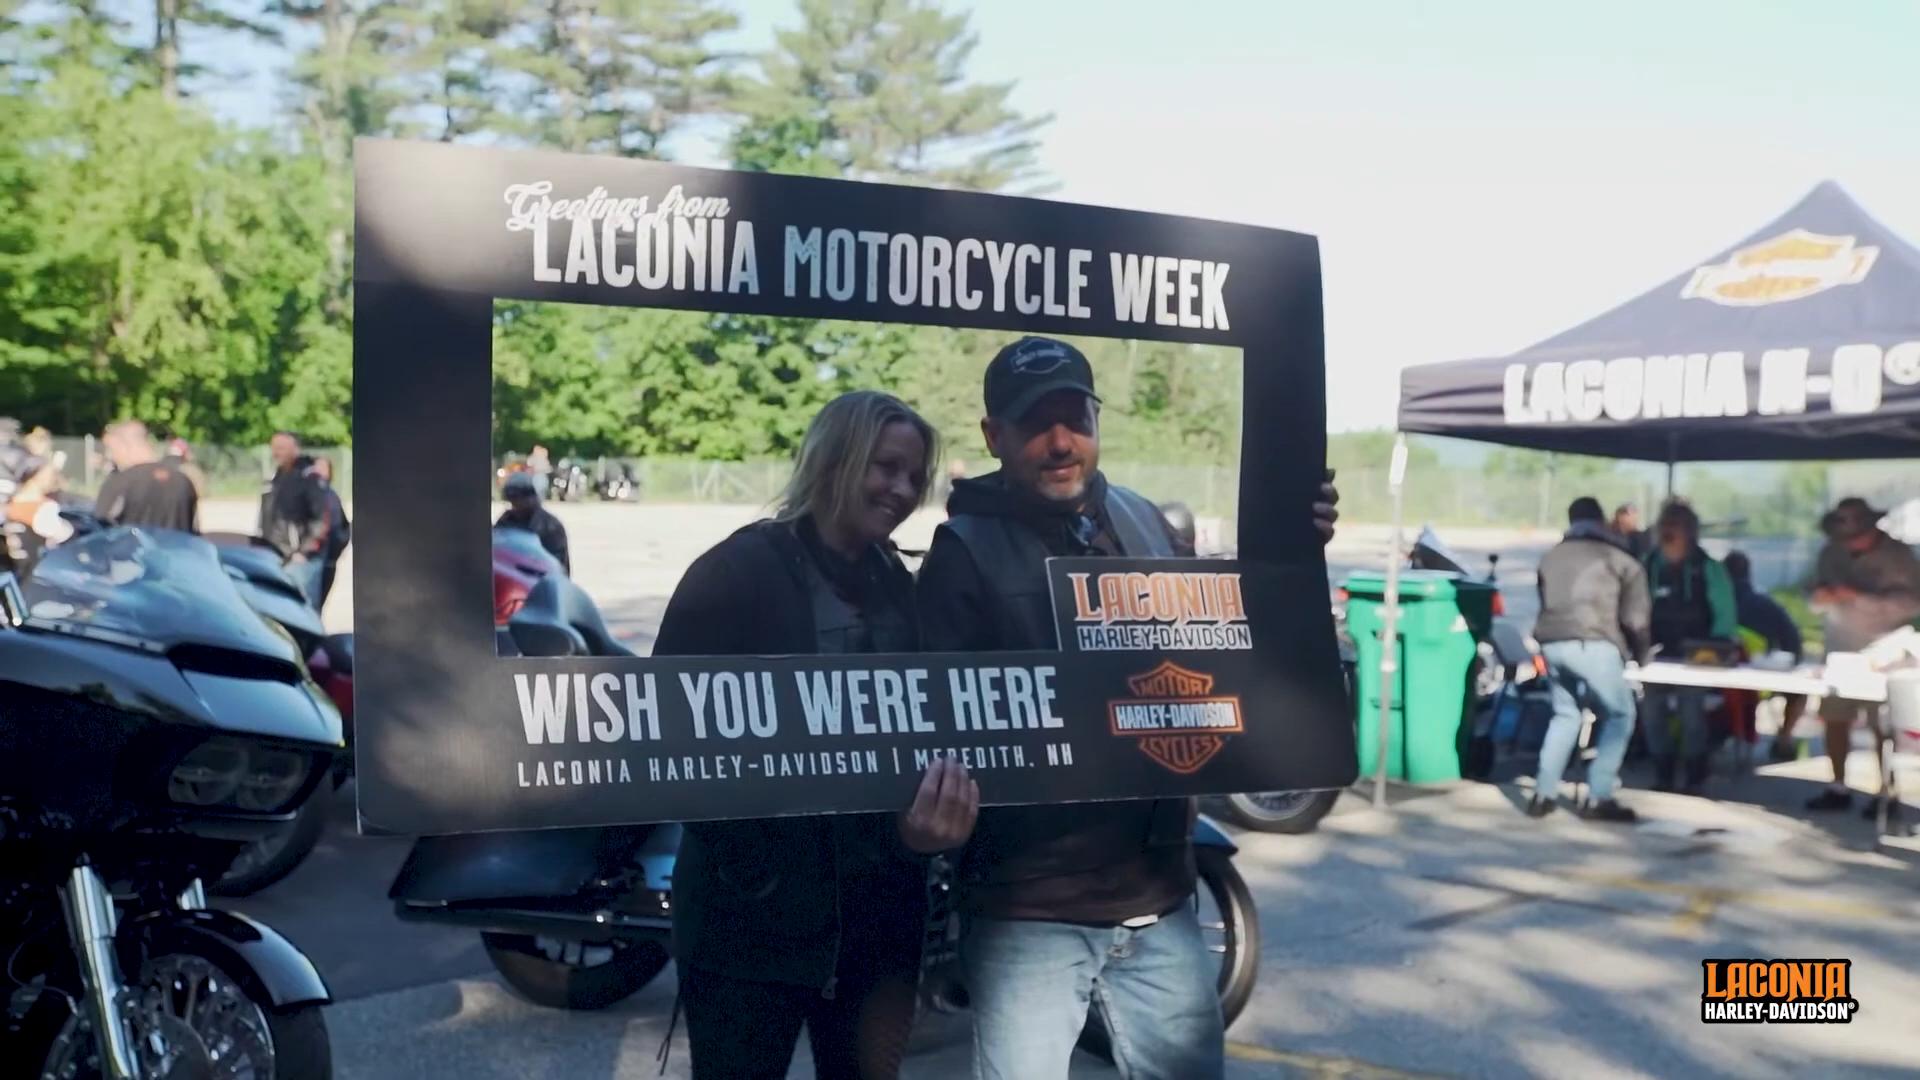 Greetings from
LACONIA MOTORCYCLE WEEK
LACONIA H-D®
LACONIA
HARLEY-DAVIDSON
WISH YOU WERE HERE
LACONIA HARLEY-DAVIDSON | MEREDITH, NH
MOTOR
HARLEY-DAVIDSON
CYCLES
LACONIA
HARLEY-DAVIDSON®